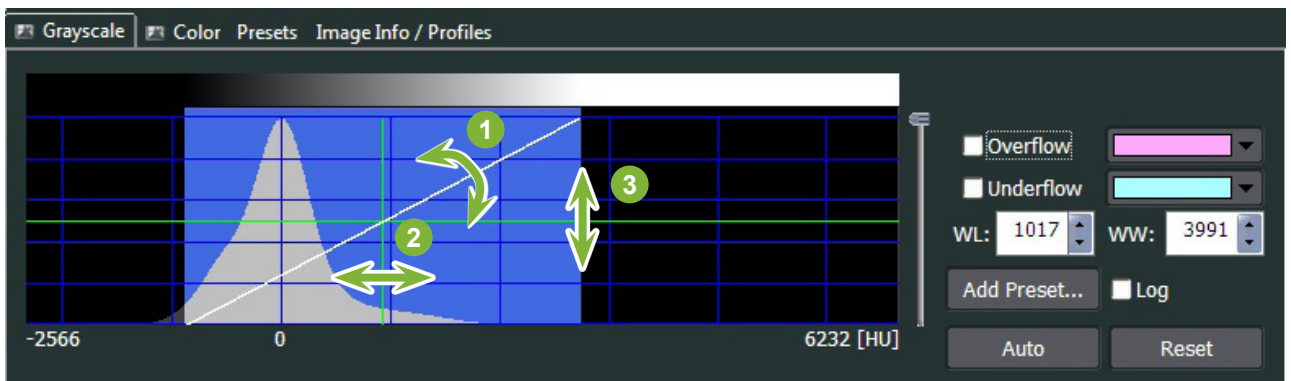 Grayscale Color Presets Image Info / Profiles
1
3
2
-2566 0 6232 [HU]
Overflow
Underflow
WL: 1017 WW: 3991
Add Preset... Log
Auto Reset